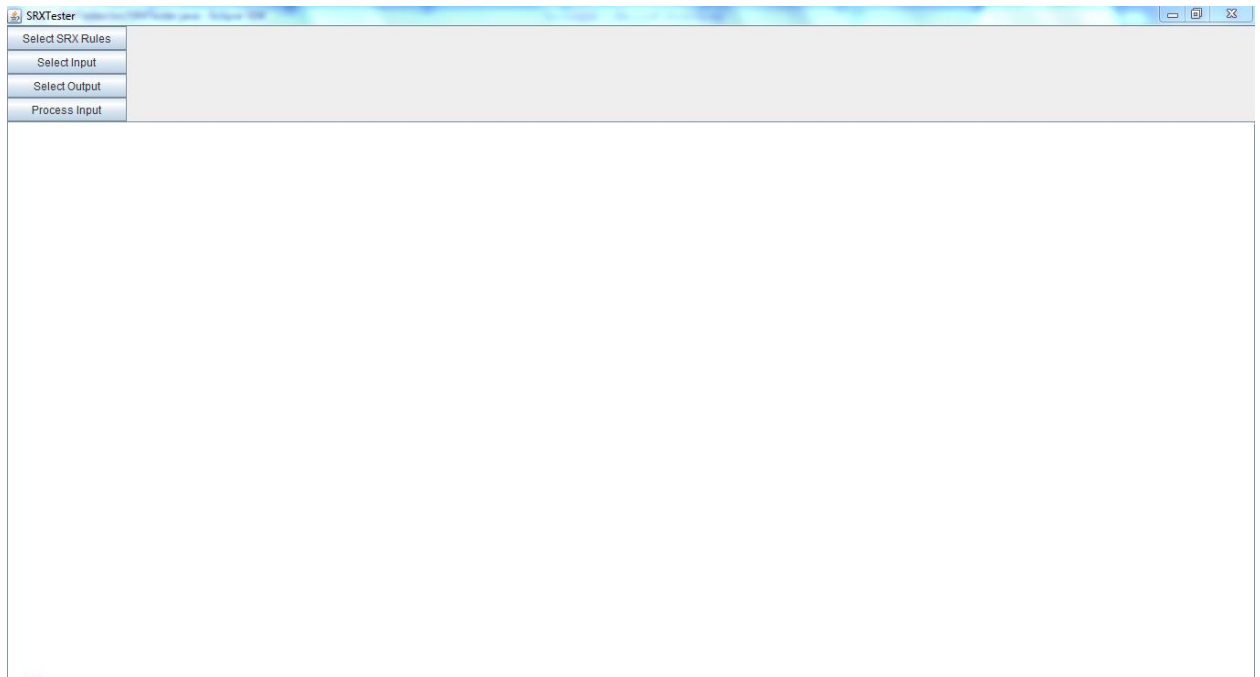 SRXTester
Select SRX Rules
Select Input
Select Output
Process Input